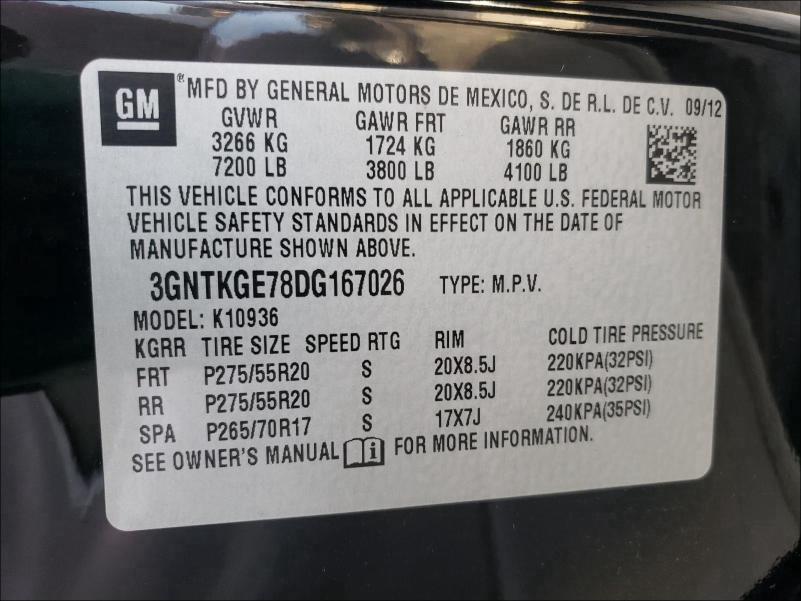 GM ® MFD BY GENERAL MOTORS DE MEXICO, S. DE R.L. DE C.V. 09/12
GVWR GAWR FRT GAWR RR
3266 KG 1724 KG 1860 KG
7200 LB 3800 LB 4100 LB
THIS VEHICLE CONFORMS TO ALL APPLICABLE U.S. FEDERAL MOTOR
VEHICLE SAFETY STANDARDS IN EFFECT ON THE DATE OF
MANUFACTURE SHOWN ABOVE.
3GNTKGE78DG167026 TYPE: M.P.V.
MODEL: K10936
KGRR TIRE SIZE SPEED RTG RIM COLD TIRE PRESSURE
FRT P275/55R20 S 20X8.5J 220KPA(32PSI)
RR P275/55R20 S 20X8.5J 220KPA(32PSI)
SPA P265/70R17 S 17X7J 240KPA(35PSI)
SEE OWNER'S MANUAL i FOR MORE INFORMATION.